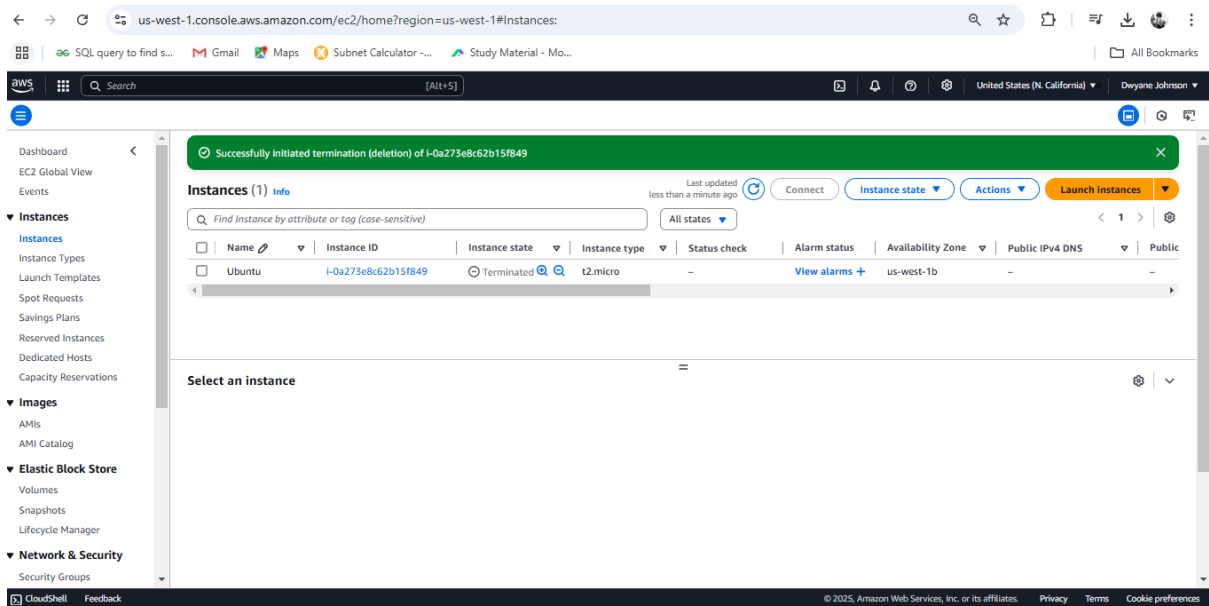 us-west-1.console.aws.amazon.com/ec2/home?region=us-west-1#Instances:
SQL query to find s... Gmail Maps Subnet Calculator -... Study Material - Mo... All Bookmarks
aws Search [Alt+S] United States (N. California) Dwyane Johnson
Dashboard
EC2 Global View
Events
Instances
Instances
Instance Types
Launch Templates
Spot Requests
Savings Plans
Reserved Instances
Dedicated Hosts
Capacity Reservations
Images
AMIs
AMI Catalog
Elastic Block Store
Volumes
Snapshots
Lifecycle Manager
Network & Security
Security Groups
Successfully initiated termination (deletion) of i-0a273e8c62b15f849
Instances (1) Info
Last updated
less than a minute ago
Connect Instance state Actions Launch instances
Find Instance by attribute or tag (case-sensitive) All states 1
Name Instance ID Instance state Instance type Status check Alarm status Availability Zone Public IPv4 DNS Public
Ubuntu i-0a273e8c62b15f849 Terminated t2.micro – View alarms + us-west-1b – –
Select an instance
CloudShell Feedback © 2025, Amazon Web Services, Inc. or its affiliates. Privacy Terms Cookie preferences